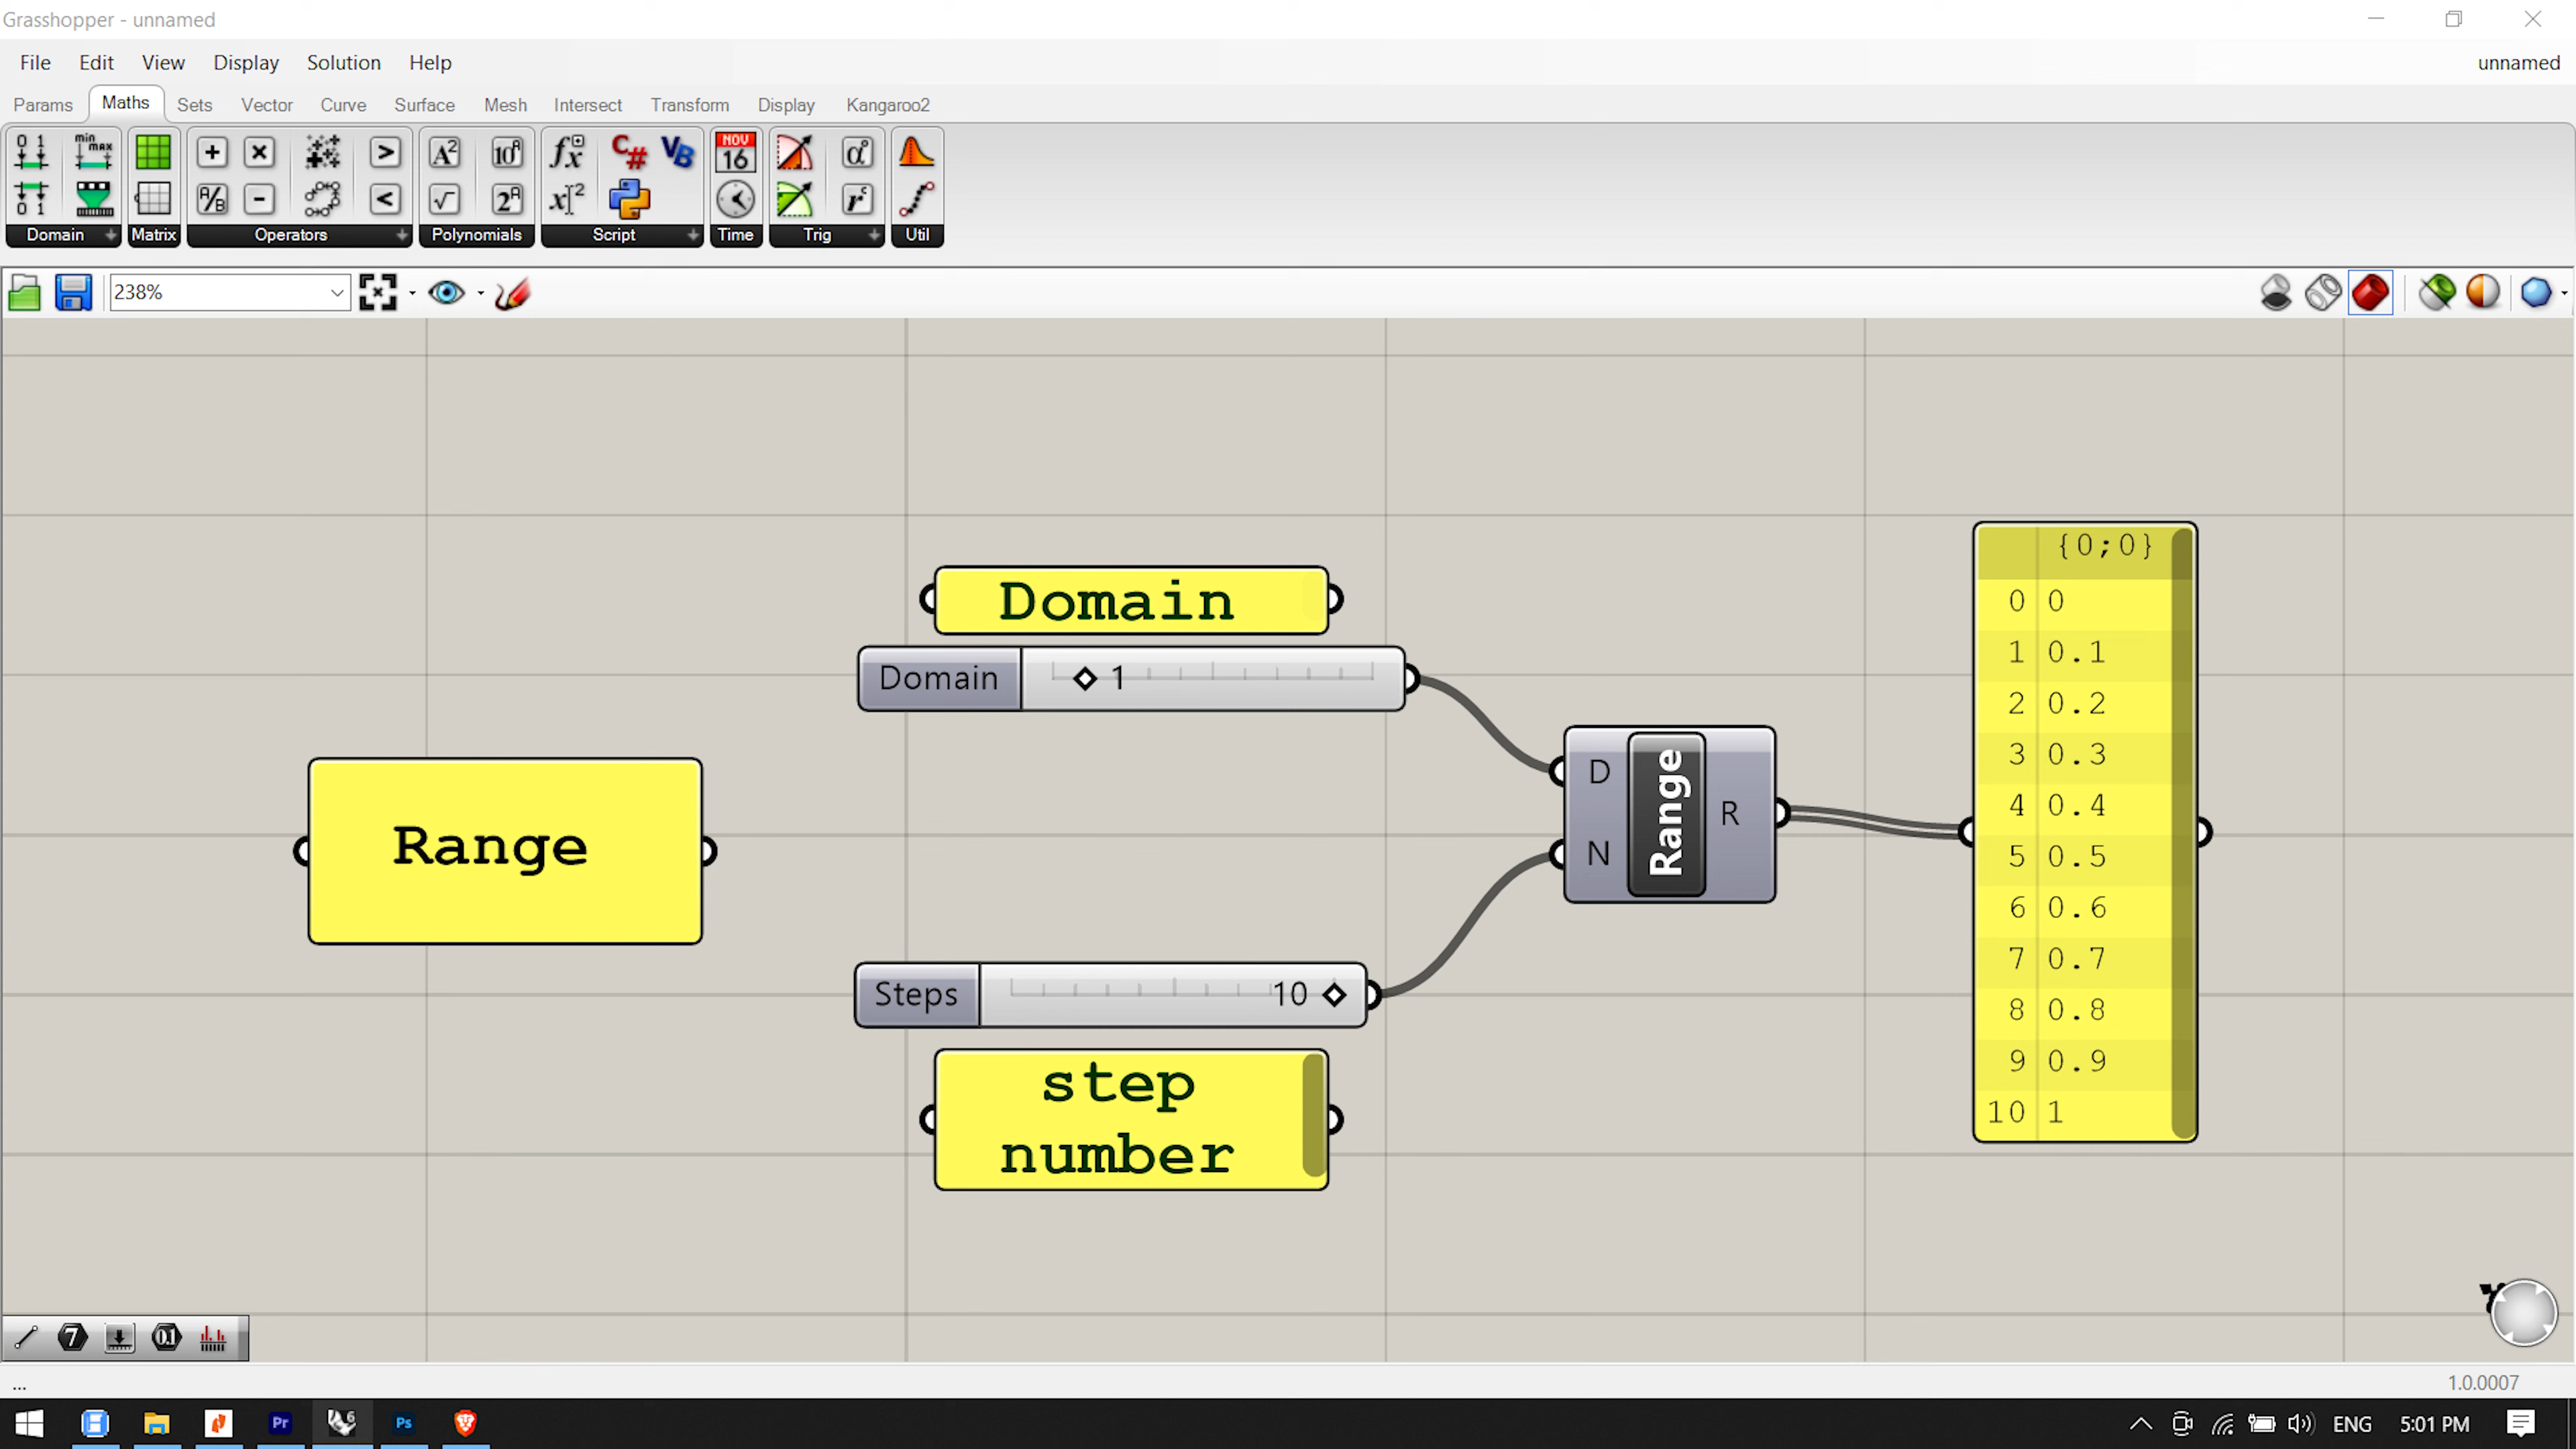 Grasshopper - unnamed
File Edit View Display Solution Help unnamed
Params Maths Sets Vector Curve Surface Mesh Intersect Transform Display Kangaroo2
Domain Matrix Operators Polynomials Script Time Trig Util
NOV
16
238%
Domain
Domain 1
Range
D
N
Range
R
Steps 10
step
number
{0;0}
0 0
1 0.1
2 0.2
3 0.3
4 0.4
5 0.5
6 0.6
7 0.7
8 0.8
9 0.9
10 1
...
1.0.0007
Pr
Ps
ENG 5:01 PM